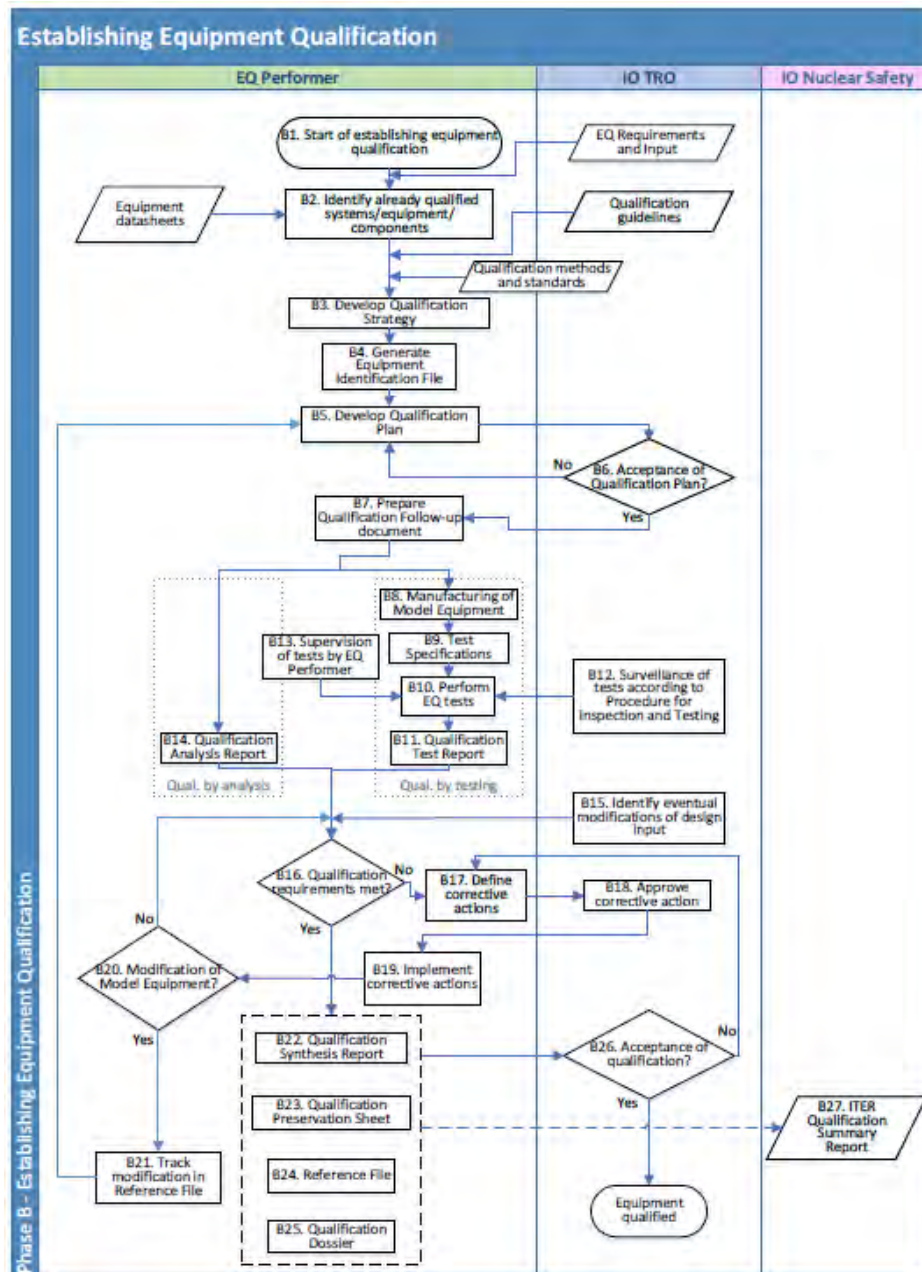 Establishing Equipment Qualification
EQ Performer
IO TRO
IO Nuclear Safety
B1. Start of establishing equipment
qualification
EQ Requirements
and Input
Equipment
datasheets
B2. Identify already qualified
systems/equipment/
components
Qualification
guidelines
Qualification methods
and standards
B3. Develop Qualification
Strategy
B4. Generate
Equipment
Identification File
B5. Develop Qualification
Plan
No
B6. Acceptance of
Qualification Plan?
Yes
B7. Prepare
Qualification Follow-up
document
B8. Manufacturing of
Model Equipment
B13. Supervision
of tests by EQ
Performer
B9. Test
Specifications
B10. Perform
EQ tests
B12. Surveillance of
tests according to
Procedure for
Inspection and Testing
B14. Qualification
Analysis Report
B11. Qualification
Test Report
Qual. by analysis
Qual. by testing
B15. Identify eventual
modifications of design
input
B16. Qualification
requirements met?
No
B17. Define
corrective
actions
B18. Approve
corrective action
Yes
No
B20. Modification of
Model Equipment?
B19. Implement
corrective actions
Yes
B22. Qualification
Synthesis Report
B26. Acceptance of
qualification?
No
Yes
B23. Qualification
Preservation Sheet
B27. ITER
Qualification
Summary
Report
B21. Track
modification in
Reference File
B24. Reference File
Equipment
qualified
B25. Qualification
Dossier
Phase B - Establishing Equipment Qualification